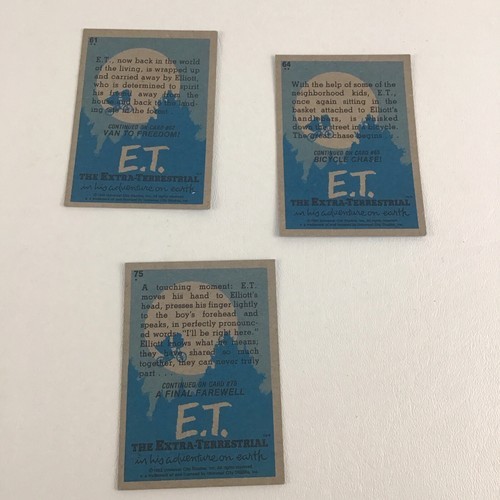 61
E.T., now back in the world
of the living, is wrapped up
and carried away by Elliott,
who is determined to spirit
his away from the
and back to the
in the forest.
CONTINUED ON CARD #62
VAN TO FREEDOM!
E.T.
THE EXTRA-TERRESTRIAL
in his adventure on earth
64
With the help of some of the
neighborhood kids, E.T.,
once again sitting in the
basket attached to Elliott's
is
down street in bicycle.
The great chase begins
CONTINUED ON CARD #65
BICYCLE CHASE!
E.T.
THE EXTRA-TERRESTRIAL
in his adventure on earth
75
A touching moment: E.T.
moves his hand to Elliott's
head, presses his finger lightly
to the boy's forehead and
speaks, in perfectly pronounc-
ed words, "I'll be right here."
Elliott knows what he means;
they have shared so much
together, they can never truly
part . . .
CONTINUED ON CARD #76
A FINAL FAREWELL
E.T.
THE EXTRA-TERRESTRIAL
in his adventure on earth